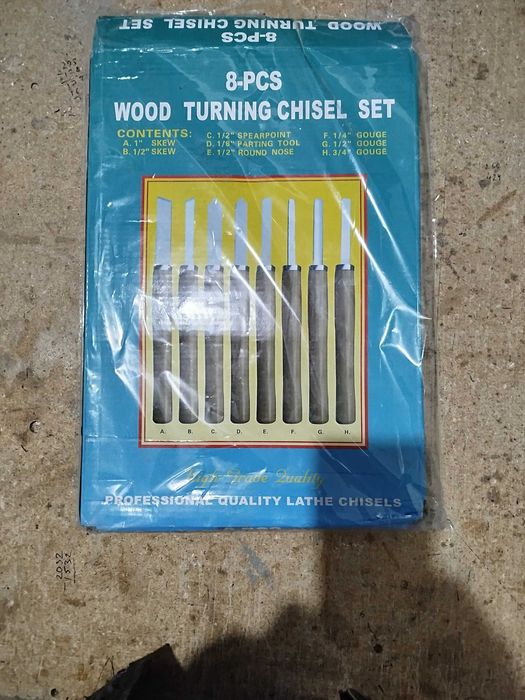 8-PCS
WOOD TURNING CHISEL SET
8-PCS
WOOD TURNING CHISEL SET
CONTENTS:
A. 1" SKEW
B. 1/2" SKEW
C. 1/2" SPEARPOINT
D. 1/8" PARTING TOOL
E. 1/2" ROUND NOSE
F. 1/4" GOUGE
G. 1/2" GOUGE
H. 3/4" GOUGE
A. B. C. D. E. F. G. H.
High-Grade Quality
PROFESSIONAL QUALITY LATHE CHISELS
2032